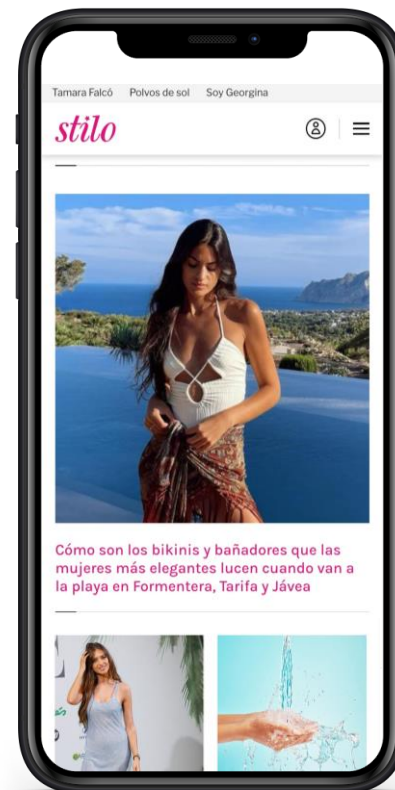 Tamara Falcó Polvos de sol Soy Georgina
stilo
Cómo son los bikinis y bañadores que las
mujeres más elegantes lucen cuando van a
la playa en Formentera, Tarifa y Jávea